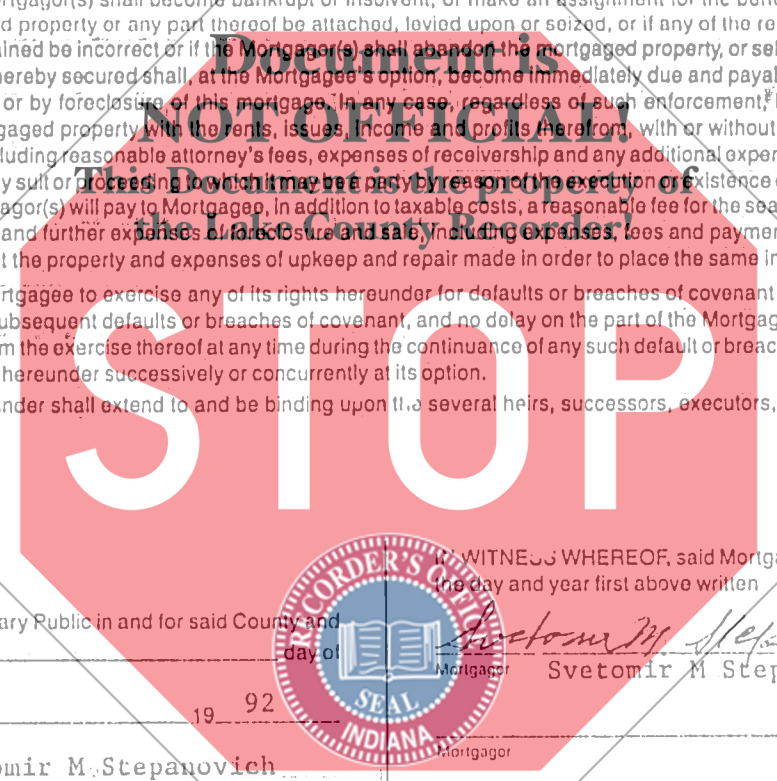 rtgagor(s) shall become bankrupt or insolvent, or make an assignment for the ben
d property or any part thereof be attached, levied upon or seized, or if any of the re
ained be incorrect or if the Mortgagor(s) shall abandon the mortgaged property, or sel
Document is
hereby secured shall, at the Mortgagee's option, become immediately due and payal
or by foreclosure of this mortgage. In any case, regardless of such enforcement,
NOT OFFICIAL!
gaged property with the rents, issues, income and profits therefrom, with or without
luding reasonable attorney's fees, expenses of receivership and any additional expen
This Document is the property of
y suit or proceeding to which it may be a party by reason of the execution or existence
agor(s) will pay to Mortgagee, in addition to taxable costs, a reasonable fee for the sea
the Lake County Recorder!
and further expenses of foreclosure and sale, including expenses, fees and paymer
t the property and expenses of upkeep and repair made in order to place the same in
rtgagee to exercise any of its rights hereunder for defaults or breaches of covenant
ubsequent defaults or breaches of covenant, and no delay on the part of the Mortgag
m the exercise thereof at any time during the continuance of any such default or breac
hereunder successively or concurrently at its option.
under shall extend to and be binding upon the several heirs, successors, executors,
STOP
RECORDER'S OFFICE
SEAL
INDIANA
IN WITNESS WHEREOF, said Mortga
the day and year first above written
ary Public in and for said County and
day of
Svetomir M Step
Mortgagor Svetomir M Step
19 92
Mortgagor
omir M Stepanovich